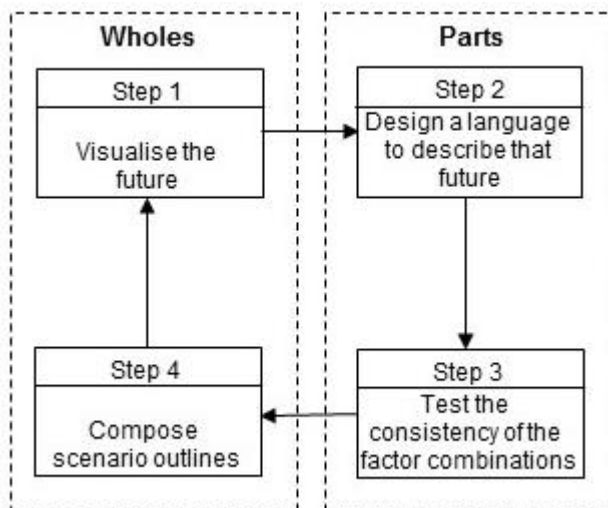 Wholes
Parts
Step 1
Visualise the
future
Step 2
Design a language
to describe that
future
Step 4
Compose
scenario outlines
Step 3
Test the
consistency of the
factor combinations